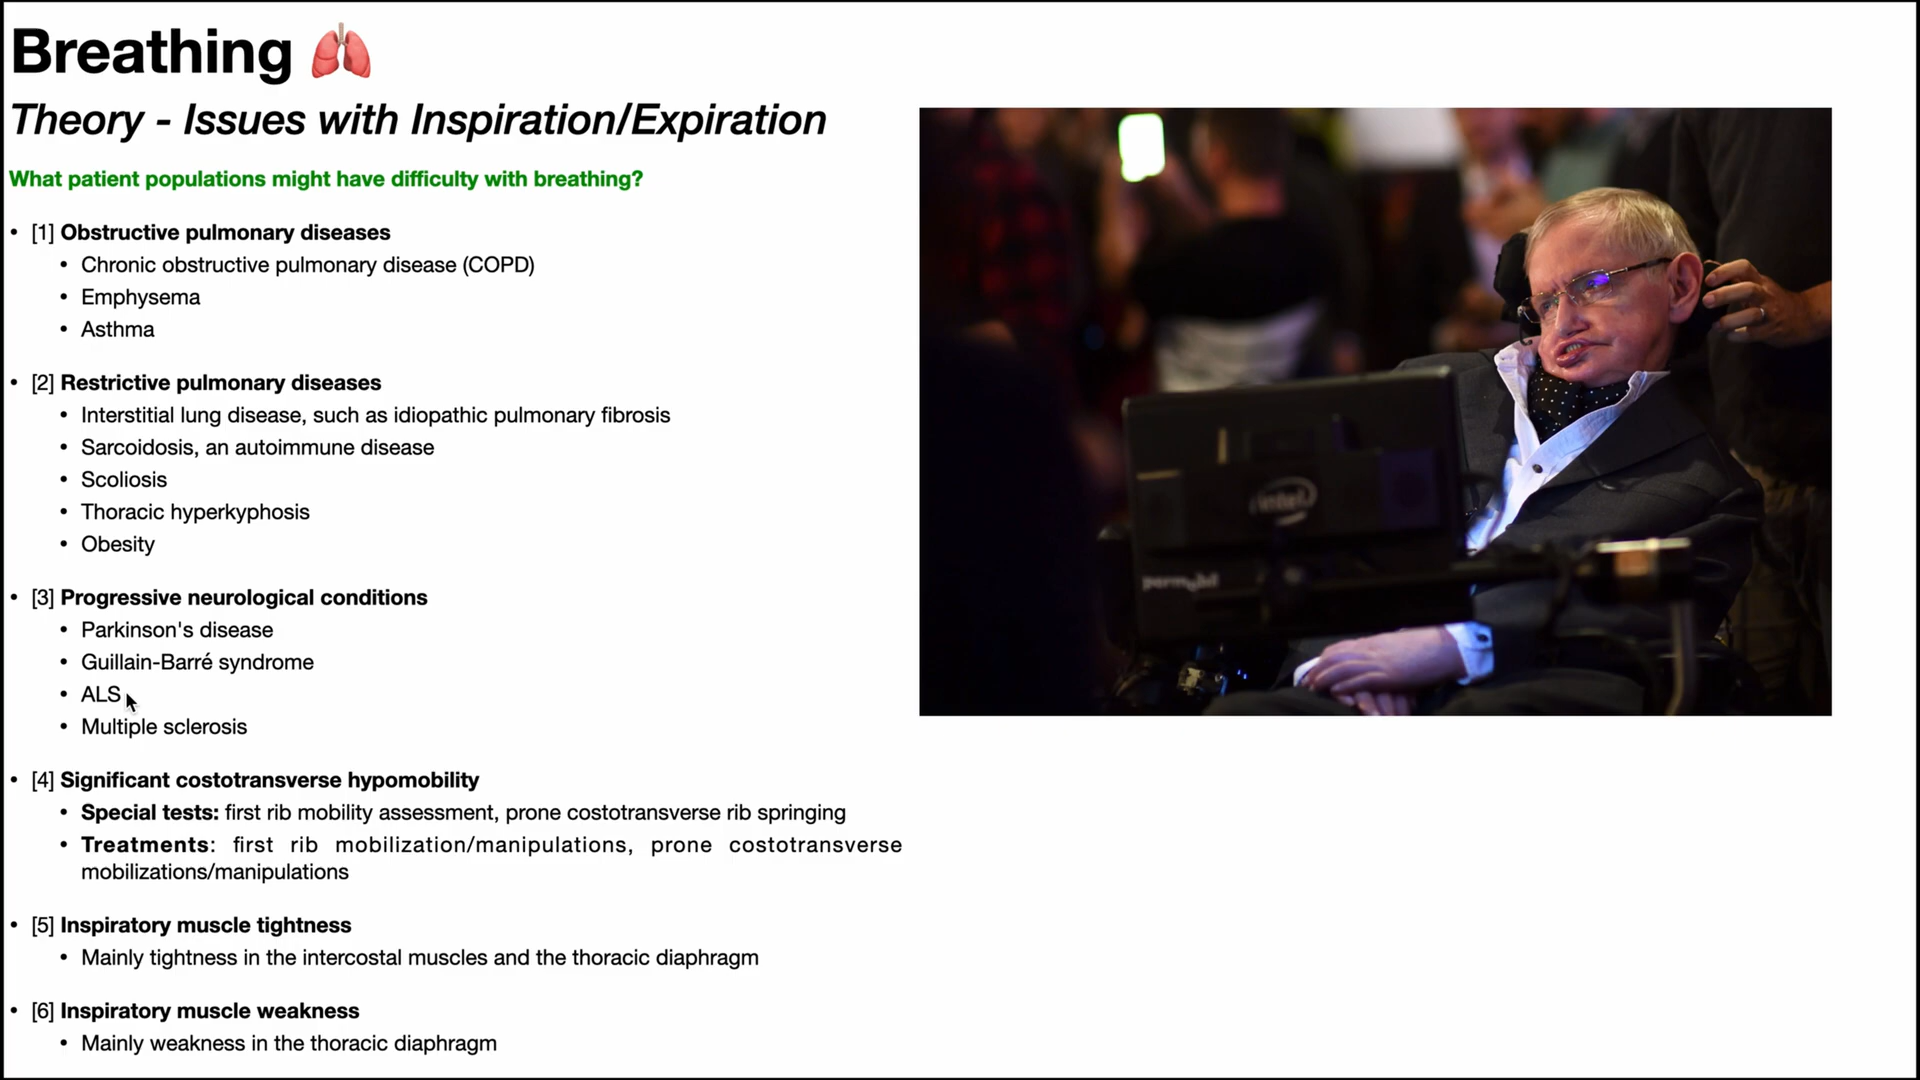 Breathing 🫁
Theory - Issues with Inspiration/Expiration
What patient populations might have difficulty with breathing?
• [1] Obstructive pulmonary diseases
• Chronic obstructive pulmonary disease (COPD)
• Emphysema
• Asthma
• [2] Restrictive pulmonary diseases
• Interstitial lung disease, such as idiopathic pulmonary fibrosis
• Sarcoidosis, an autoimmune disease
• Scoliosis
• Thoracic hyperkyphosis
• Obesity
• [3] Progressive neurological conditions
• Parkinson's disease
• Guillain-Barré syndrome
• ALS
• Multiple sclerosis
• [4] Significant costotransverse hypomobility
• Special tests: first rib mobility assessment, prone costotransverse rib springing
• Treatments: first rib mobilization/manipulations, prone costotransverse
mobilizations/manipulations
• [5] Inspiratory muscle tightness
• Mainly tightness in the intercostal muscles and the thoracic diaphragm
• [6] Inspiratory muscle weakness
• Mainly weakness in the thoracic diaphragm
intel
permobil